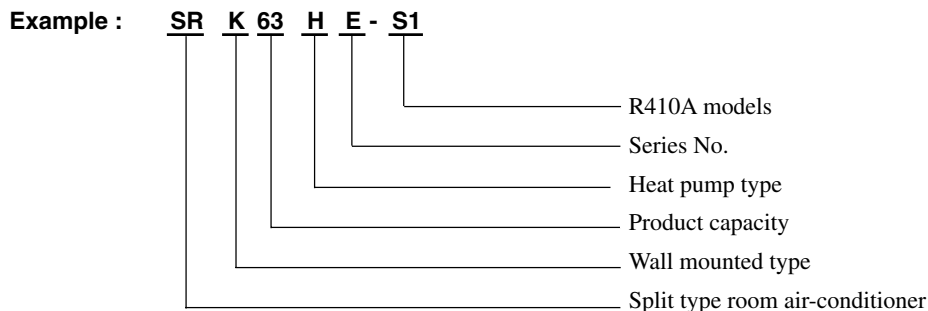 Example : SR K 63 H E - S1
R410A models
Series No.
Heat pump type
Product capacity
Wall mounted type
Split type room air-conditioner